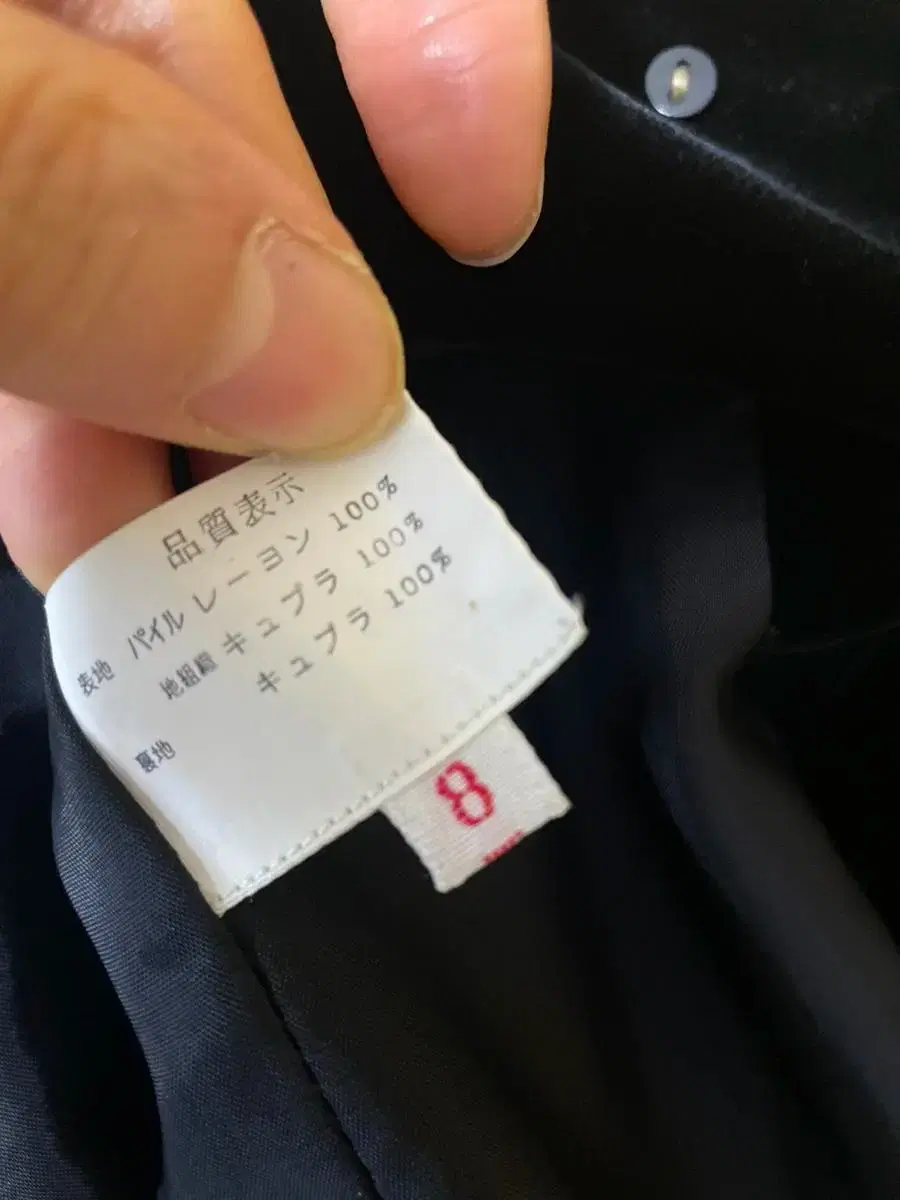 品質表示
表地 パイル レーヨン 100%
地組織 キュプラ 100%
裏地 キュプラ 100%
8